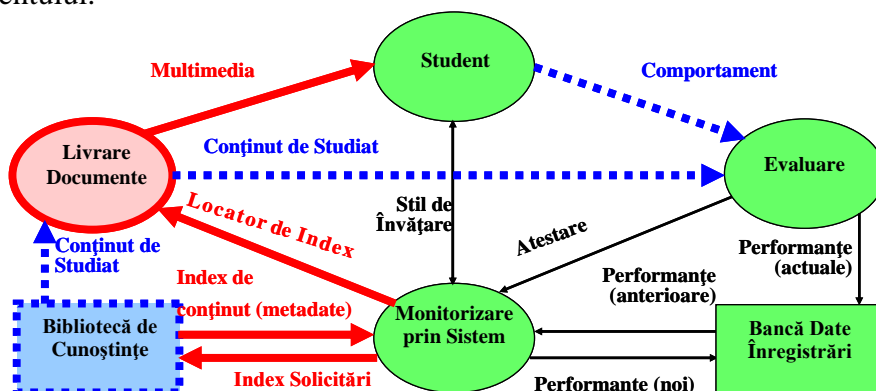 entului.
Student
Multimedia
Comportament
Livrare
Documente
Conţinut de Studiat
Evaluare
Locator de Index
Stil de
Învăţare
Atestare
Conţinut de
Studiat
Performanţe
(actuale)
Index de
conţinut (metadate)
Performanţe
(anterioare)
Bibliotecă de
Cunoştinţe
Monitorizare
prin Sistem
Bancă Date
Înregistrări
Index Solicitări
Performanţe (noi)